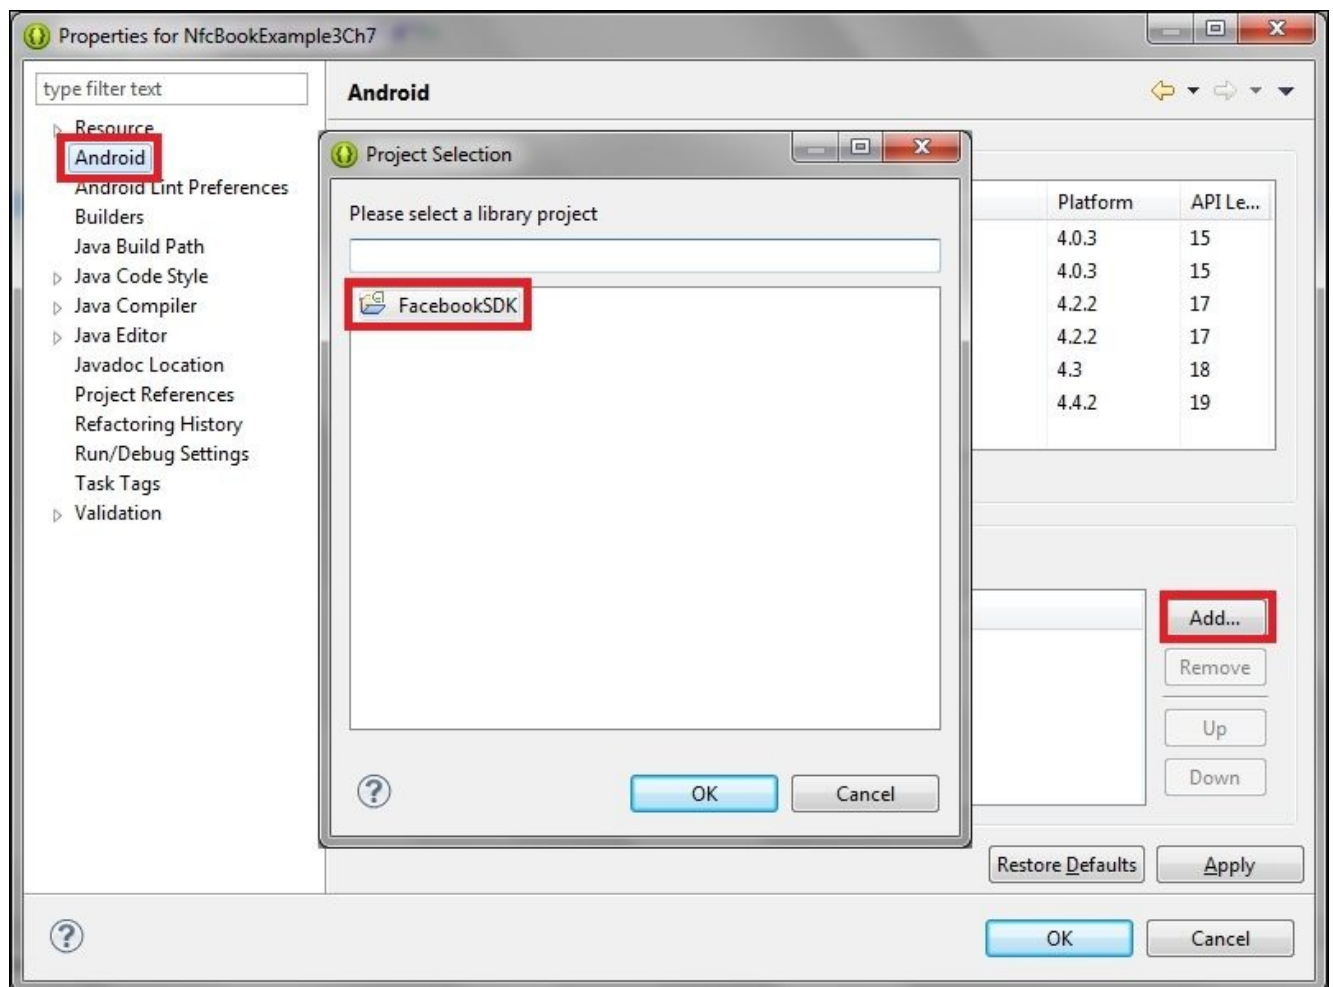 Properties for NfcBookExample3Ch7
type filter text
Resource
Android
Android Lint Preferences
Builders
Java Build Path
Java Code Style
Java Compiler
Java Editor
Javadoc Location
Project References
Refactoring History
Run/Debug Settings
Task Tags
Validation
Android
Project Selection
Please select a library project
FacebookSDK
OK Cancel
Platform API Le...
4.0.3 15
4.0.3 15
4.2.2 17
4.2.2 17
4.3 18
4.4.2 19
Add...
Remove
Up
Down
Restore Defaults Apply
OK Cancel